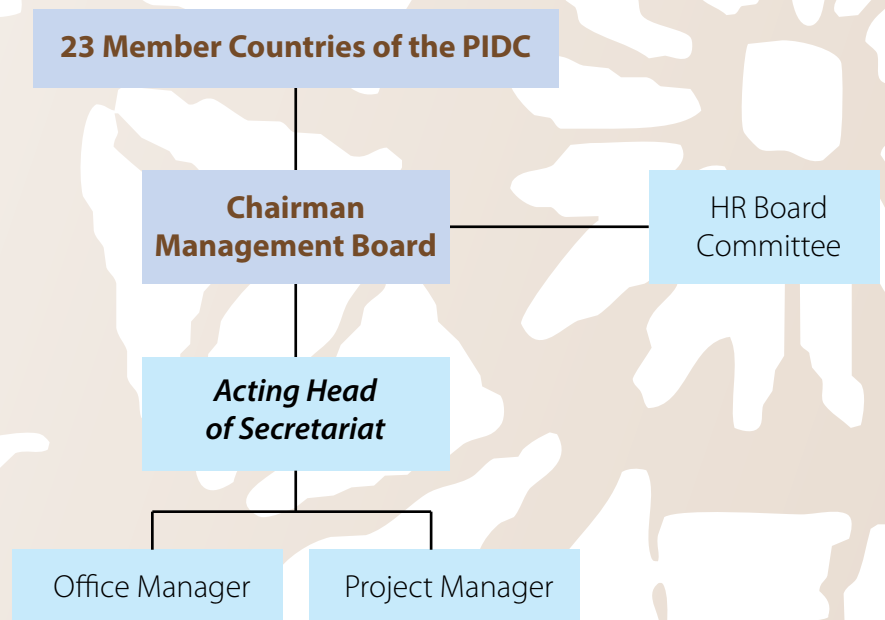 23 Member Countries of the PIDC
Chairman
Management Board
HR Board
Committee
Acting Head
of Secretariat
Office Manager
Project Manager